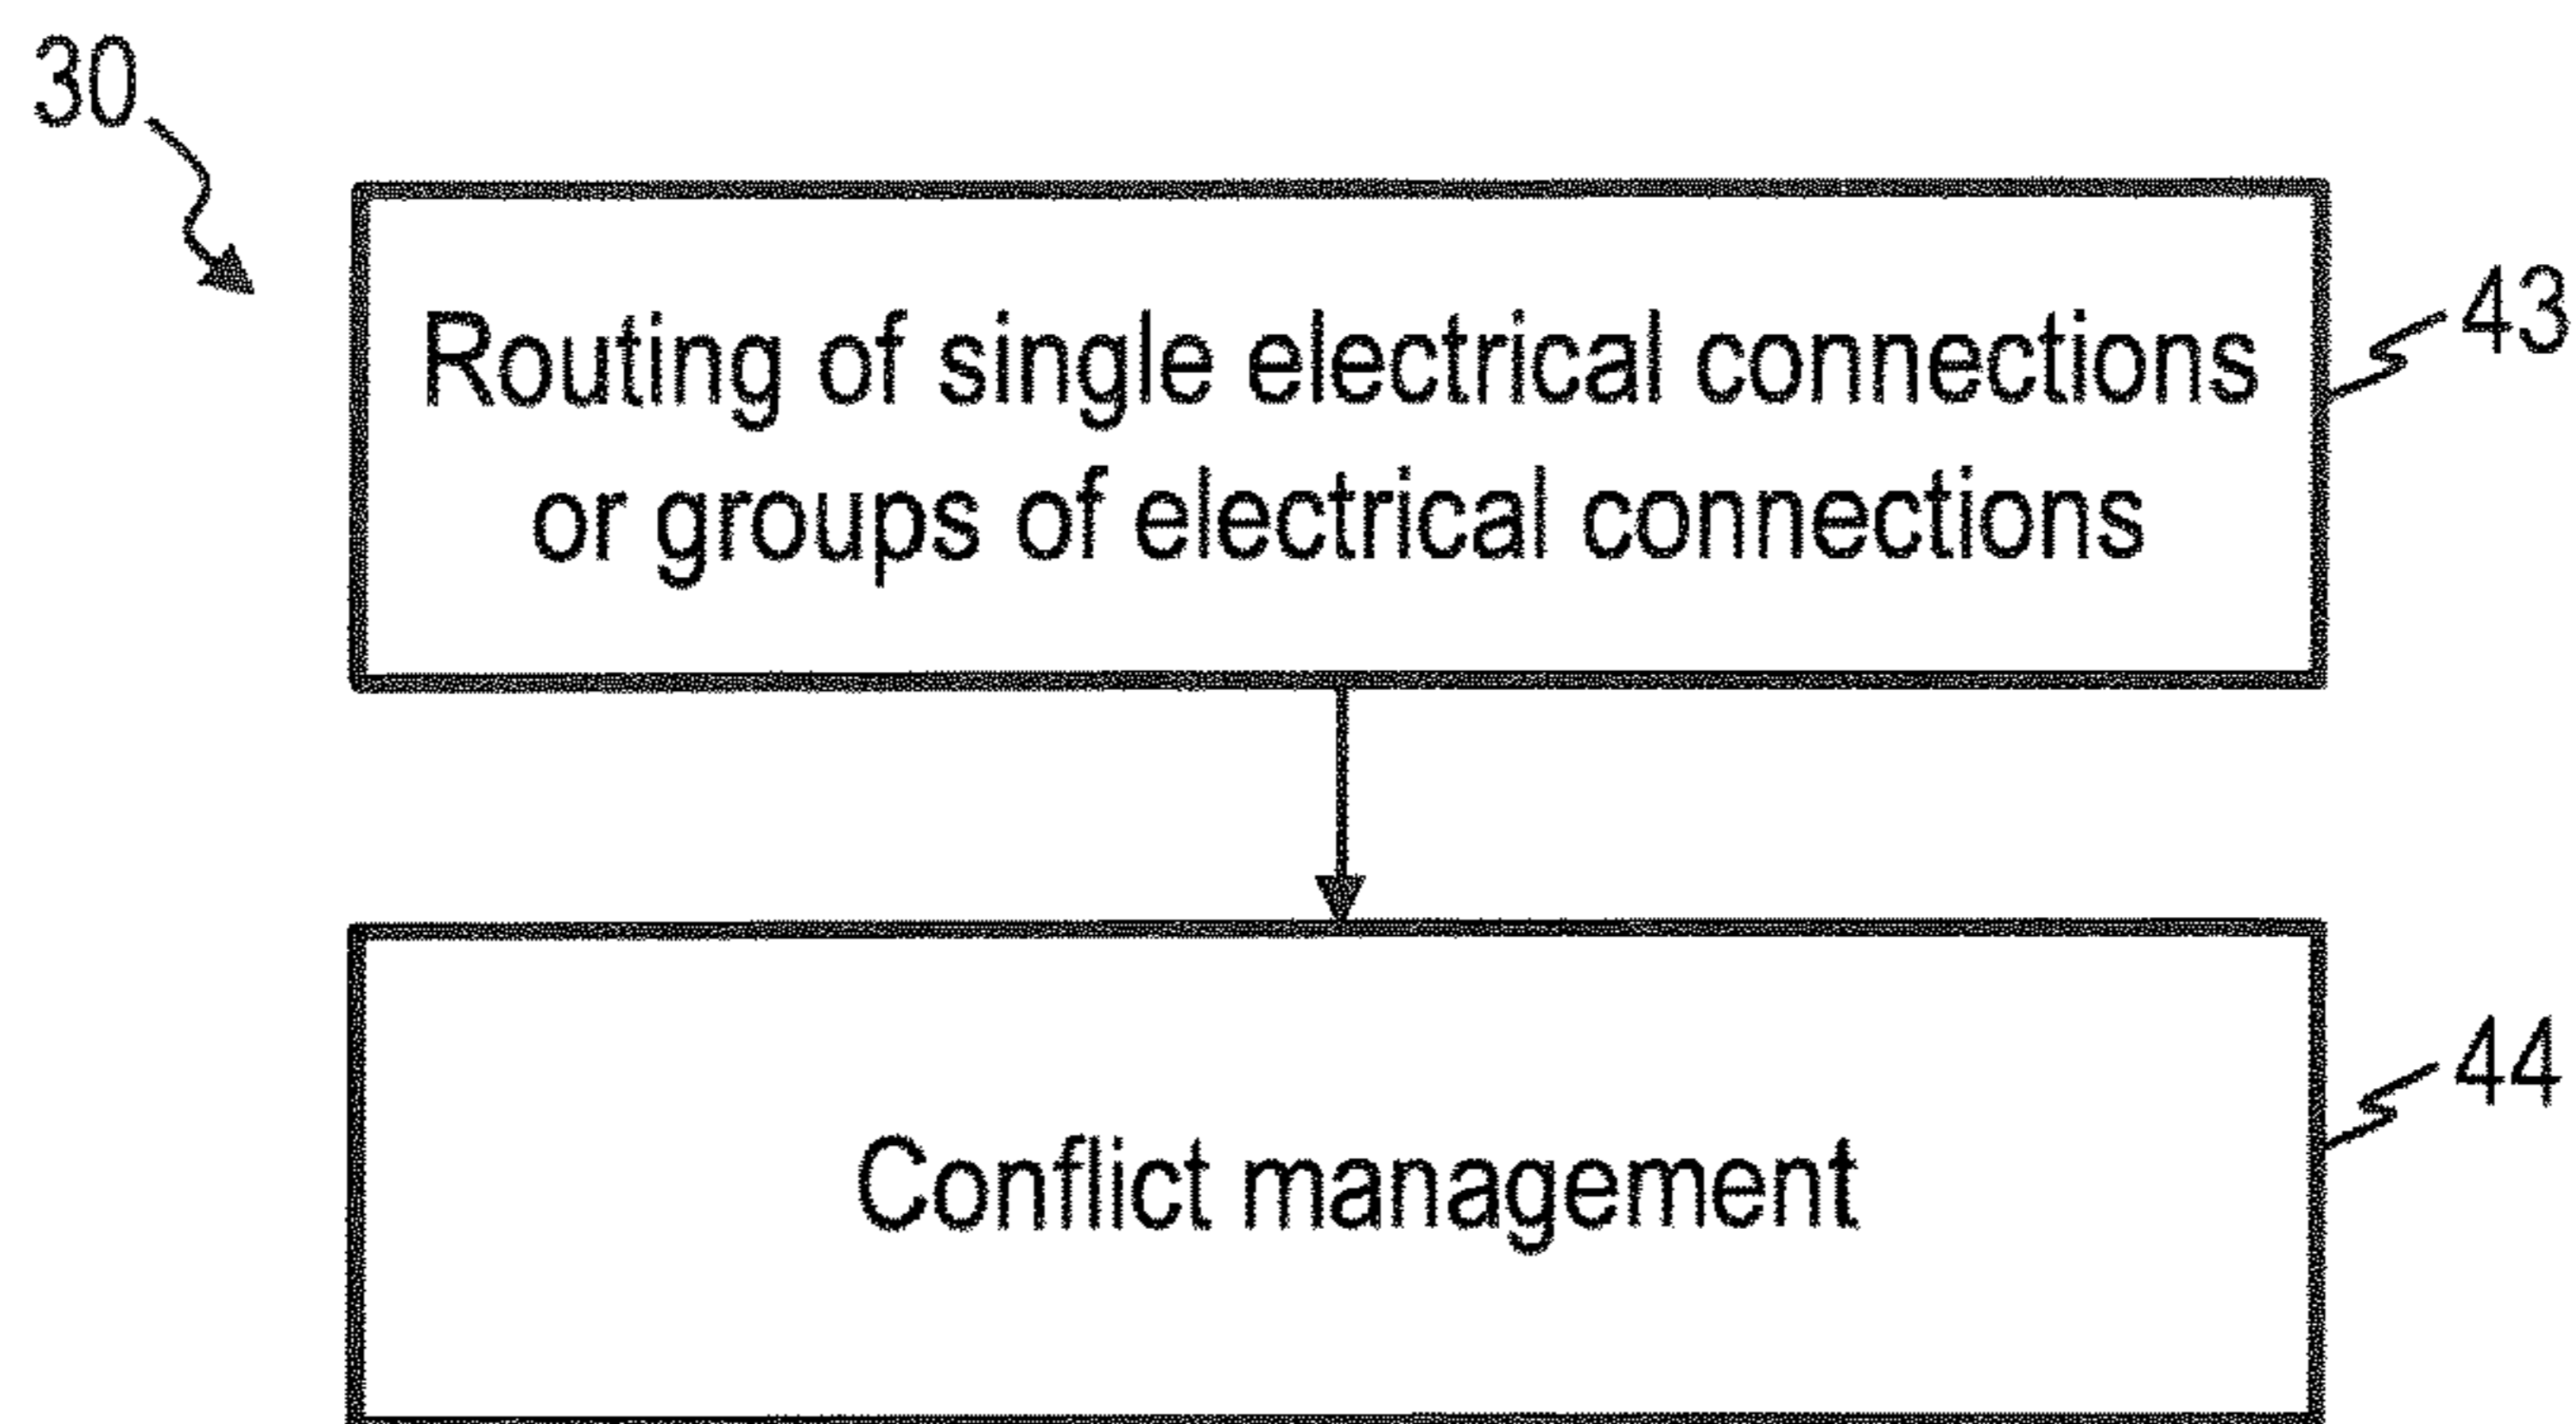 30
Routing of single electrical connections
or groups of electrical connections
43
Conflict management
44